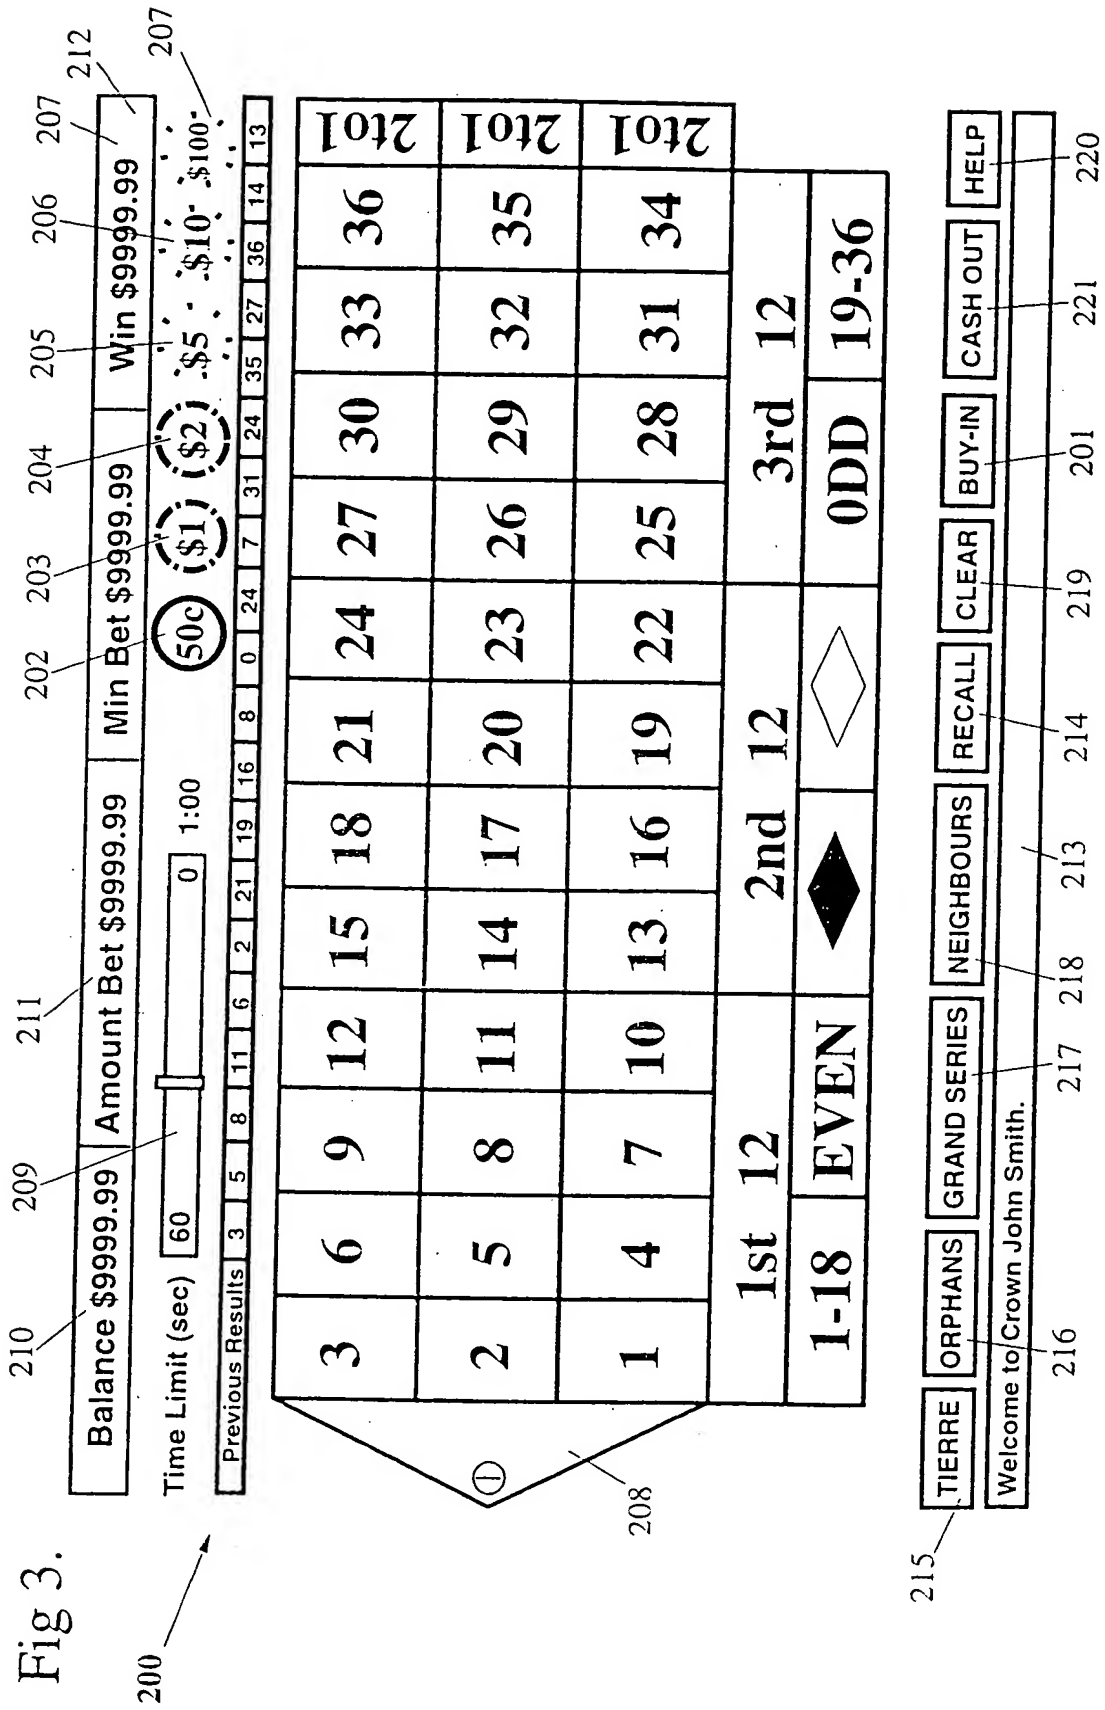 Fig 3.
200
210 211 202 203 204 205 206 207 212 207
209
Balance $9999.99 Amount Bet $9999.99 Min Bet $9999.99 Win $9999.99
Time Limit (sec) 60 0 1:00 50c $1 $2 $5 $10 $100
Previous Results 3 5 8 11 6 2 21 19 16 8 0 24 7 31 24 35 27 36 14 13
3 6 9 12 15 18 21 24 27 30 33 36 2to1
2 5 8 11 14 17 20 23 26 29 32 35 2to1
1 4 7 10 13 16 19 22 25 28 31 34 2to1
208
1st 12 2nd 12 3rd 12
1-18 EVEN 0DD 19-36
TIERRE ORPHANS GRAND SERIES NEIGHBOURS RECALL CLEAR BUY-IN CASH OUT HELP
Welcome to Crown John Smith.
215 216 217 218 213 214 219 201 221 220